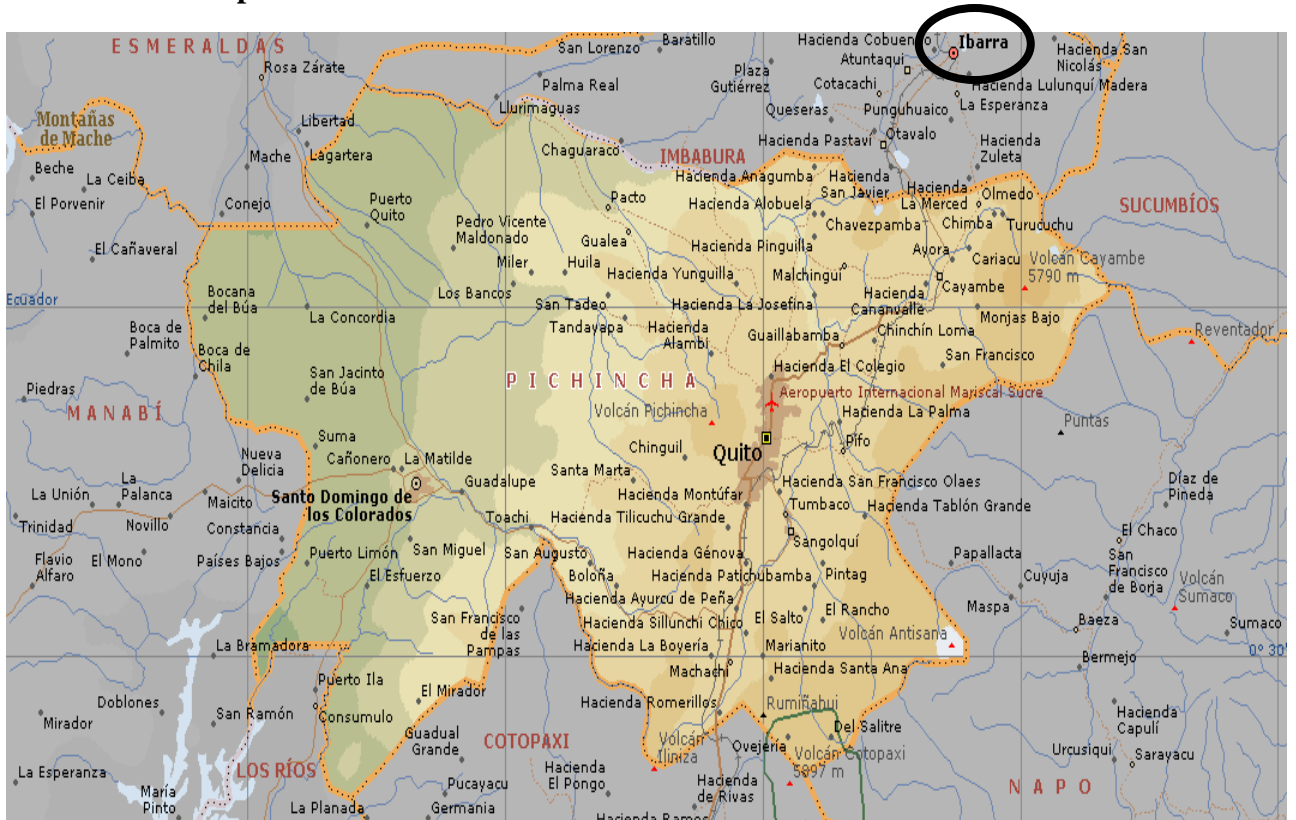 p
ESMERALDAS
San Lorenzo
Baratillo
Hacienda Cobuendo
Ibarra
Hacienda San
Nicolás
Atuntaqui
Rosa Zárate
Plaza
Gutiérrez
Palma Real
Cotacachi
Hacienda Lulunquí Madera
La Esperanza
Llurimaguas
Queseras
Punguhuaico
Montañas
de Mache
Libertad
Hacienda Pastaví
Otavalo
Hacienda
Zuleta
Mache
Lagartera
Chaguaraco
IMBABURA
Beche
La Ceiba
Hacienda Anagumba
Hacienda
San Javier
Hacienda
La Merced
Olmedo
El Porvenir
Conejo
Puerto
Quito
Pacto
Hacienda Alobuela
SUCUMBÍOS
Pedro Vicente
Maldonado
Chavezpamba
Chimba
Turucuchu
El Cañaveral
Gualea
Hacienda Pinguilla
Ayora
Cariacu
Volcán Cayambe
5790 m
Miler
Huila
Hacienda Yunguilla
Malchinguí
Cayambe
Ecuador
Bocana
del Búa
Los Bancos
San Tadeo
Hacienda La Josefina
Hacienda
Cananvalle
La Concordia
Monjas Bajo
Boca de
Palmito
Tandayapa
Hacienda
Alambi
Guaillabamba
Chinchín Loma
Reventador
Boca de
Chila
San Francisco
San Jacinto
de Búa
PICHINCHA
Hacienda El Colegio
Piedras
Aeropuerto Internacional Mariscal Sucre
MANABÍ
Volcán Pichincha
Hacienda La Palma
Puntas
Suma
Chinguil
Quito
Pifo
Nueva
Delicia
Cañonero
La Matilde
Santa Marta
La
Palanca
Guadalupe
Hacienda San Francisco Olaes
Díaz de
Pineda
La Unión
Maicito
Santo Domingo de
los Colorados
Hacienda Montúfar
Tumbaco
Hacienda Tablón Grande
Trinidad
Novillo
Constancia
Toachi
Hacienda Tilicuchu Grande
El Chaco
Sangolquí
Flavio
Alfaro
El Mono
Países Bajos
Puerto Limón
San Miguel
San Augusto
Hacienda Génova
Papallacta
San
Francisco
de Borja
El Esfuerzo
Boloña
Hacienda Patichubamba
Pintag
Cuyuja
Volcán
Sumaco
Hacienda Ayurcu de Peña
Maspa
San Francisco
de las
Pampas
Hacienda Sillunchi Chico
El Salto
El Rancho
Baeza
Sumaco
Volcán Antisana
La Bramadora
Hacienda La Boyería
Marianito
0° 30'
Bermejo
Machachi
Hacienda Santa Ana
Puerto Ila
El Mirador
Doblones
Hacienda Romerillos
Rumiñahui
Mirador
San Ramón
Consumulo
Hacienda
Capulí
Guadual
Grande
COTOPAXI
Volcán
Iliniza
Ovejería
Del Salitre
Urcusiqui
Sarayacu
Volcán Cotopaxi
5897 m
La Esperanza
LOS RÍOS
Hacienda
El Pongo
Hacienda
de Rivas
NAPO
María
Pinto
Pucayacu
La Planada
Germania
Hacienda Ramos